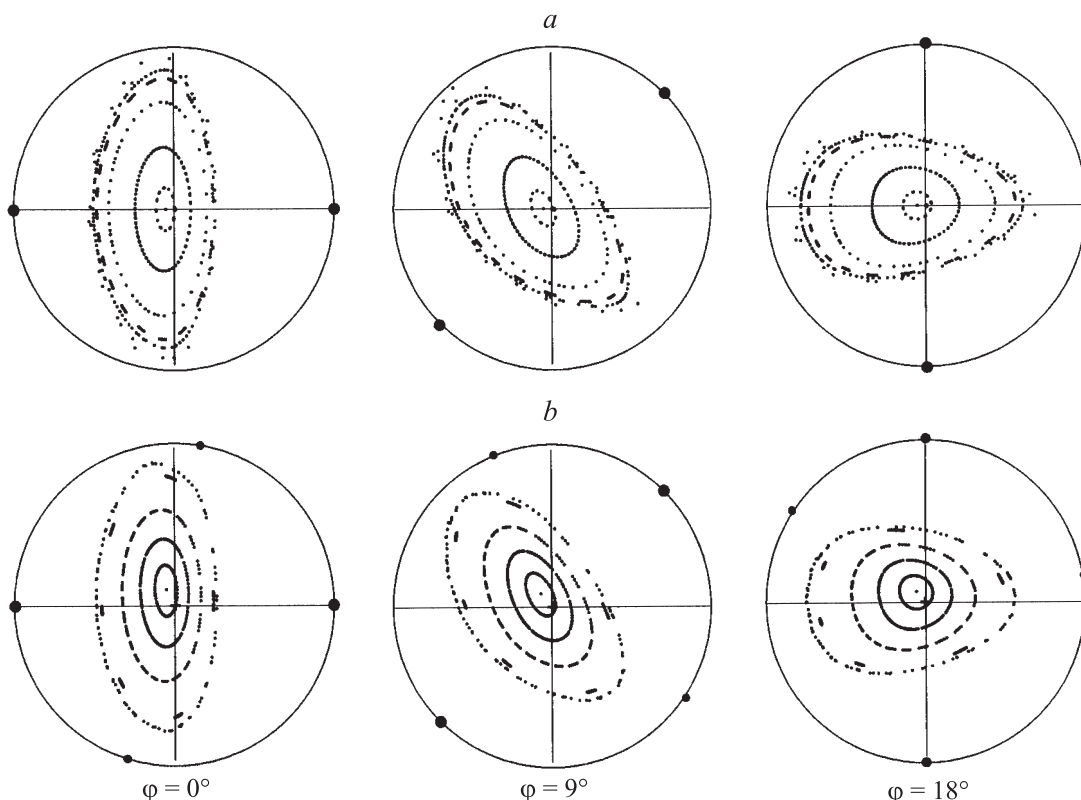 a
b
φ = 0°
φ = 9°
φ = 18°